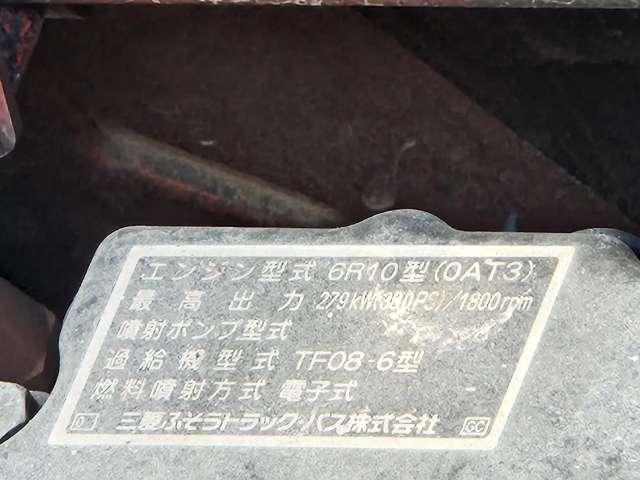 エンジン型式 6R10型(0AT3)
最高出力 279kW(380PS)/1800rpm
噴射ポンプ型式
過給機型式 TF08-6型
燃料噴射方式 電子式
0 三菱ふそうトラック・バス株式会社 GC